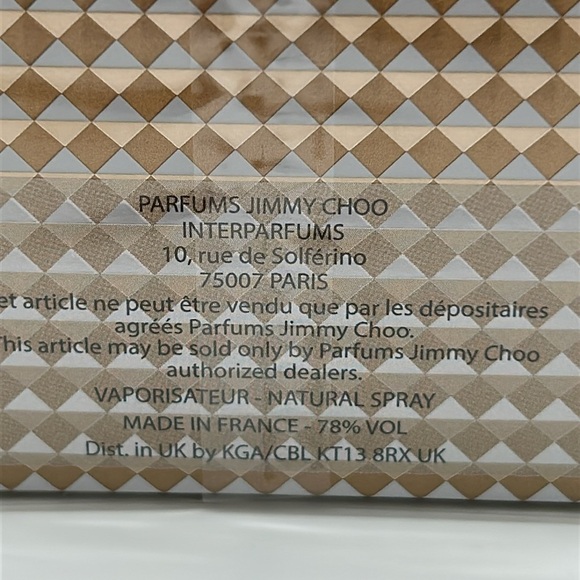 PARFUMS JIMMY CHOO
INTERPARFUMS
10, rue de Solférino
75007 PARIS
et article ne peut être vendu que par les dépositaires
agréés Parfums Jimmy Choo.
This article may be sold only by Parfums Jimmy Choo
authorized dealers.
VAPORISATEUR - NATURAL SPRAY
MADE IN FRANCE - 78% VOL
Dist. in UK by KGA/CBL KT13 8RX UK